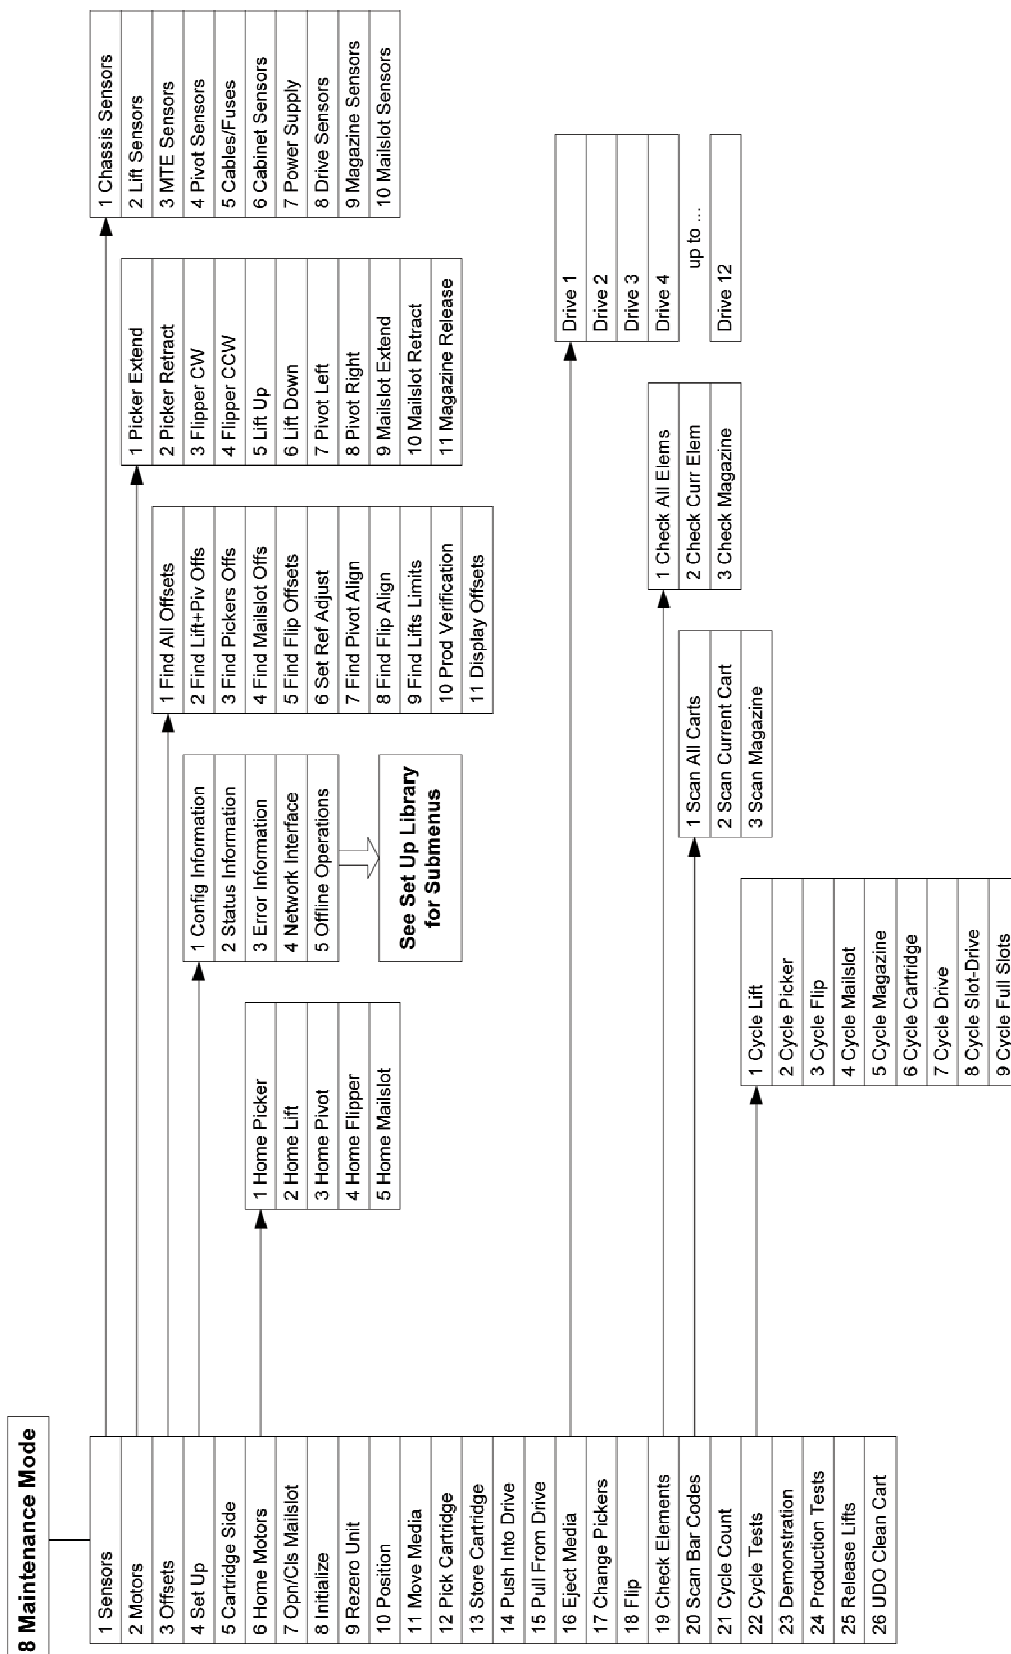 8 Maintenance Mode
1 Sensors
2 Motors
3 Offsets
4 Set Up
5 Cartridge Side
6 Home Motors
7 Opn/Cls Mailslot
8 Initialize
9 Rezero Unit
10 Position
11 Move Media
12 Pick Cartridge
13 Store Cartridge
14 Push Into Drive
15 Pull From Drive
16 Eject Media
17 Change Pickers
18 Flip
19 Check Elements
20 Scan Bar Codes
21 Cycle Count
22 Cycle Tests
23 Demonstration
24 Production Tests
25 Release Lifts
26 UDO Clean Cart
1 Home Picker
2 Home Lift
3 Home Pivot
4 Home Flipper
5 Home Mailslot
1 Config Information
2 Status Information
3 Error Information
4 Network Interface
5 Offline Operations
See Set Up Library
for Submenus
1 Find All Offsets
2 Find Lift+Piv Offs
3 Find Pickers Offs
4 Find Mailslot Offs
5 Find Flip Offsets
6 Set Ref Adjust
7 Find Pivot Align
8 Find Flip Align
9 Find Lifts Limits
10 Prod Verification
11 Display Offsets
1 Picker Extend
2 Picker Retract
3 Flipper CW
4 Flipper CCW
5 Lift Up
6 Lift Down
7 Pivot Left
8 Pivot Right
9 Mailslot Extend
10 Mailslot Retract
11 Magazine Release
1 Chassis Sensors
2 Lift Sensors
3 MTE Sensors
4 Pivot Sensors
5 Cables/Fuses
6 Cabinet Sensors
7 Power Supply
8 Drive Sensors
9 Magazine Sensors
10 Mailslot Sensors
1 Cycle Lift
2 Cycle Picker
3 Cycle Flip
4 Cycle Mailslot
5 Cycle Magazine
6 Cycle Cartridge
7 Cycle Drive
8 Cycle Slot-Drive
9 Cycle Full Slots
1 Scan All Carts
2 Scan Current Cart
3 Scan Magazine
1 Check All Elems
2 Check Curr Elem
3 Check Magazine
Drive 1
Drive 2
Drive 3
Drive 4
up to ...
Drive 12